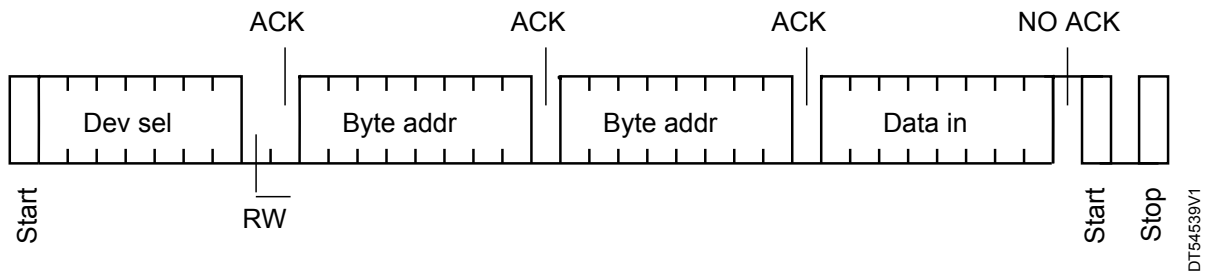 ACK ACK ACK NO ACK
Dev sel Byte addr Byte addr Data in
Start RW Start Stop
DT54539V1